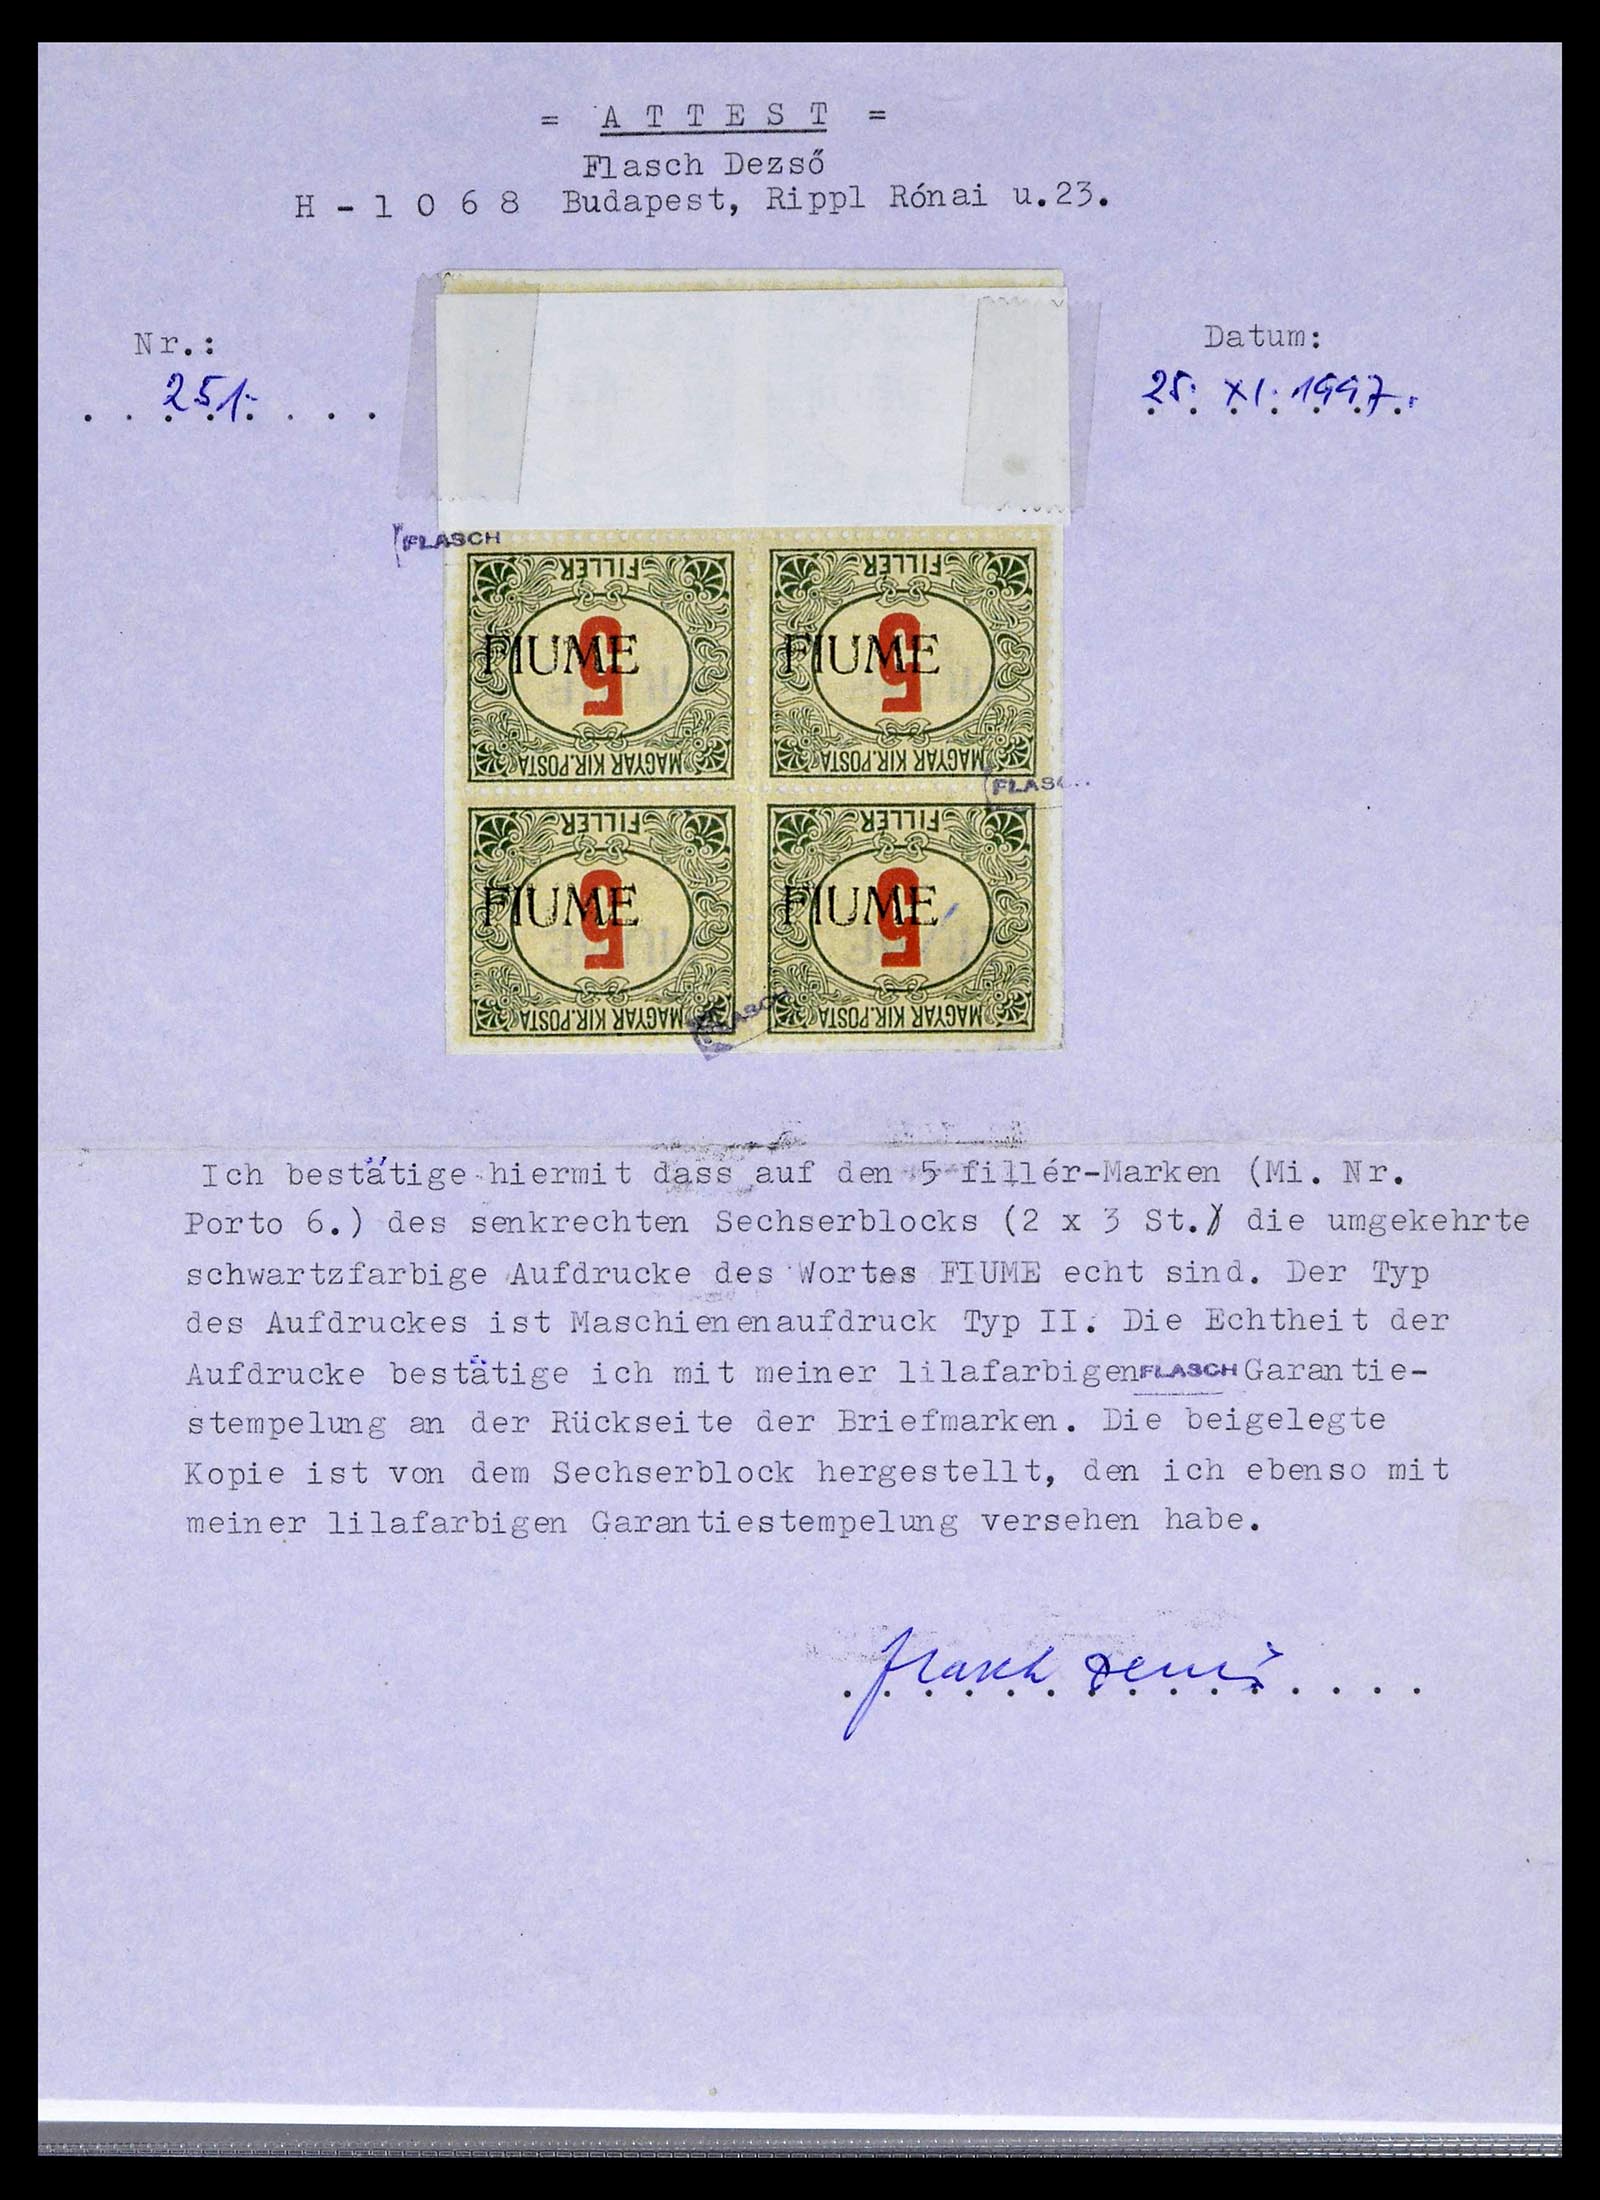 = A T T E S T =
Flasch Dezső
H - 1 0 6 8 Budapest, Rippl Rónai u.23.
Nr.:
251.
Datum:
25. XI. 1997.
FLASCH
FILLÉR FILLÉR
5 5
FIUME FIUME
MAGYAR KIR. POSTA MAGYAR KIR. POSTA
FLASC
FILLÉR FILLÉR
5 5
FIUME FIUME
MAGYAR KIR. POSTA MAGYAR KIR. POSTA
FLASCH
Ich bestätige hiermit dass auf den 5 fillér-Marken (Mi. Nr.
Porto 6.) des senkrechten Sechserblocks (2 x 3 St.) die umgekehrte
schwartzfarbige Aufdrucke des Wortes FIUME echt sind. Der Typ
des Aufdruckes ist Maschienenaufdruck Typ II. Die Echtheit der
Aufdrucke bestätige ich mit meiner lilafarbigen FLASCH Garantie-
stempelung an der Rückseite der Briefmarken. Die beigelegte
Kopie ist von dem Sechserblock hergestellt, den ich ebenso mit
meiner lilafarbigen Garantiestempelung versehen habe.
Flasch Dezső